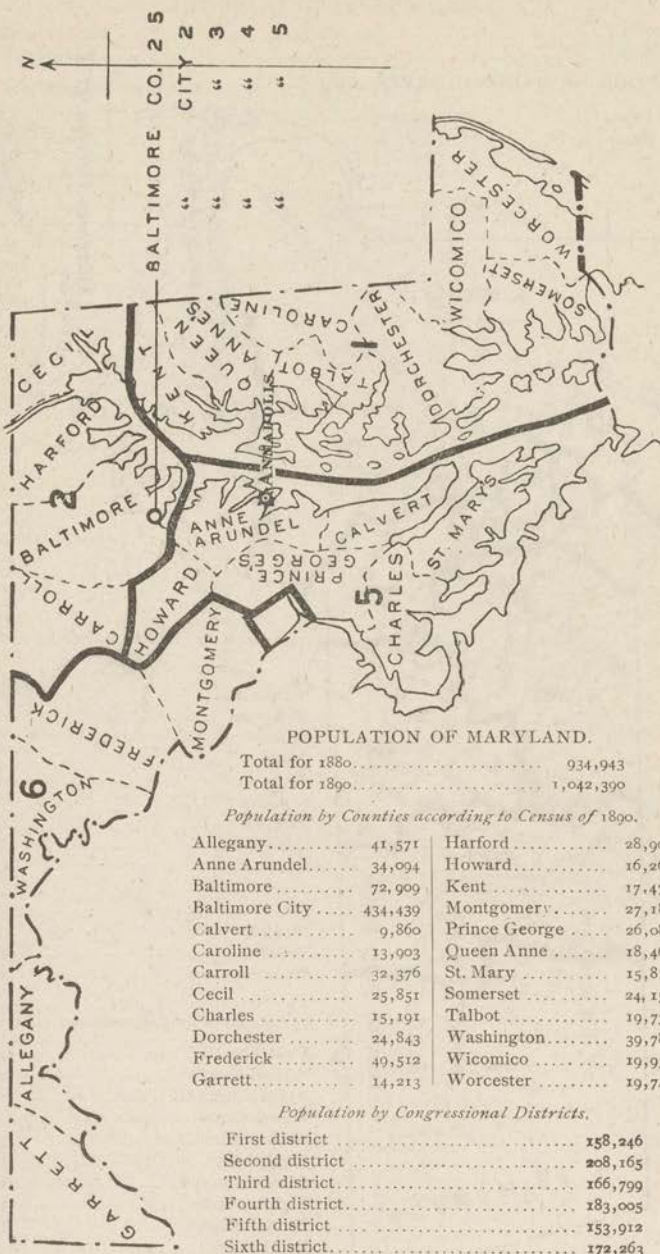 N
BALTIMORE CO. 2 5
" CITY 2
" " 3
" " 4
" " 5
CECIL
HARFORD
2
BALTIMORE
CARROLL
KENT
QUEEN
ANNES
CAROLINE
TALBOT
ANNAPOLIS
1
DORCHESTER
WICOMICO
WORCESTER
SOMERSET
ANNE
ARUNDEL
CALVERT
PRINCE
GEORGE'S
HOWARD
5
CHARLES
ST. MARYS
MONTGOMERY
FREDERICK
6
WASHINGTON
ALLEGANY
GARRETT
POPULATION OF MARYLAND.
Total for 1880........................ 934,943
Total for 1890........................ 1,042,390
Population by Counties according to Census of 1890.
Allegany........... 41,571
Anne Arundel...... 34,094
Baltimore ......... 72,909
Baltimore City ..... 434,439
Calvert ........... 9,860
Caroline .......... 13,903
Carroll ........... 32,376
Cecil ............. 25,851
Charles ........... 15,191
Dorchester ........ 24,843
Frederick ......... 49,512
Garrett............ 14,213
Harford ...........
Howard............
Kent ..............
Montgomery........
Prince George .....
Queen Anne ........
St. Mary ..........
Somerset ..........
Talbot ............
Washington.........
Wicomico ..........
Worcester .........
Population by Congressional Districts.
First district ............................ 158,246
Second district ........................... 208,165
Third district............................. 166,799
Fourth district............................ 183,005
Fifth district ............................ 153,912
Sixth district............................. 172,263